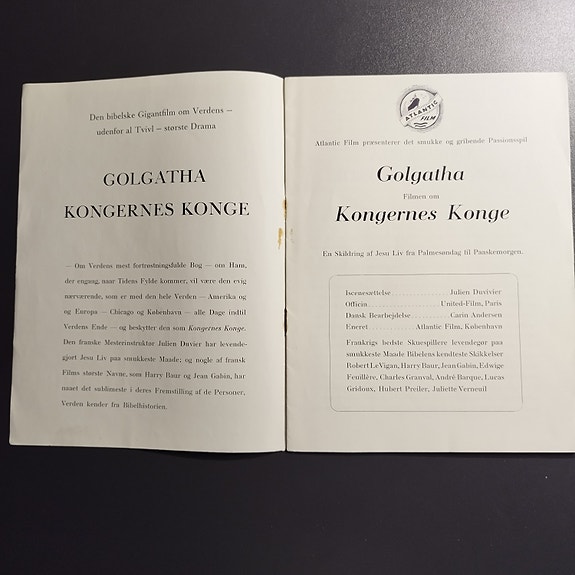 Den bibelske Gigantfilm om Verdens –
udenfor al Tvivl – største Drama
GOLGATHA
KONGERNES KONGE
— Om Verdens mest fortrøstningsfulde Bog — om Ham,
der engang, naar Tidens Fylde kommer, vil være den evig
nærværende, som er med den hele Verden — Amerika og
og Europa — Chicago og København — alle Dage indtil
Verdens Ende — og beskytter den som Kongernes Konge.
Den franske Mesterinstruktør Julien Duvier har levende-
gjort Jesu Liv paa smukkeste Maade; og nogle af fransk
Films største Navne, som Harry Baur og Jean Gabin, har
naaet det sublimeste i deres Fremstilling af de Personer,
Verden kender fra Bibelhistorien.
ATLANTIC
FILM
Atlantic Film præsenterer det smukke og gribende Passionsspil
Golgatha
Filmen om
Kongernes Konge
En Skildring af Jesu Liv fra Palmesøndag til Paaskemorgen.
Iscenesættelse . . . . . . . . . . . . Julien Duvivier
Officin . . . . . . . . . . . . . . . United-Film, Paris
Dansk Bearbejdelse . . . . . . . . Carin Andersen
Eneret . . . . . . . . . . Atlantic Film, København
Frankrigs bedste Skuespillere levendegør paa
smukkeste Maade Bibelens kendteste Skikkelser
Robert LeVigan, Harry Baur, Jean Gabin, Edwige
Feuillère, Charles Granval, André Barque, Lucas
Gridoux, Hubert Preiler, Juliette Verneuil